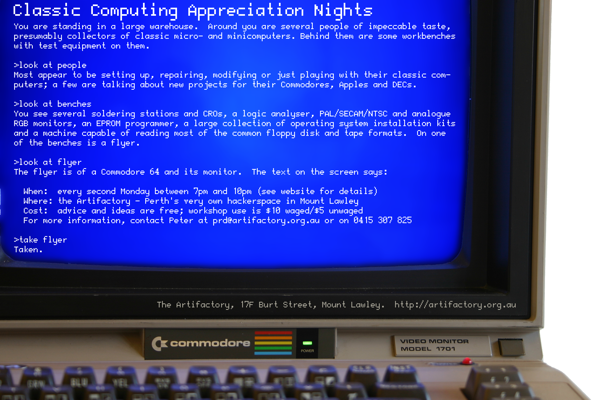 Classic Computing Appreciation Nights
You are standing in a large warehouse.  Around you are several people of impeccable taste,
presumably collectors of classic micro- and minicomputers. Behind them are some workbenches
with test equipment on them.
>look at people
Most appear to be setting up, repairing, modifying or just playing with their classic com-
puters; a few are talking about new projects for their Commodores, Apples and DECs.
>look at benches
You see several soldering stations and CROs, a logic analyser, PAL/SECAM/NTSC and analogue
RGB monitors, an EPROM programmer, a large collection of operating system installation kits
and a machine capable of reading most of the common floppy disk and tape formats.  On one
of the benches is a flyer.
>look at flyer
The flyer is of a Commodore 64 and its monitor.  The text on the screen says:
When:  every second Monday between 7pm and 10pm (see website for details)
Where: the Artifactory - Perth's very own hackerspace in Mount Lawley
Cost:  advice and ideas are free; workshop use is $10 waged/$5 unwaged
For more information, contact Peter at prd@artifactory.org.au or on 0415 307 825
>take flyer
Taken.
The Artifactory, 17F Burt Street, Mount Lawley.  http://artifactory.org.au
commodore
POWER
VIDEO MONITOR
MODEL 1701
BLU
YEL